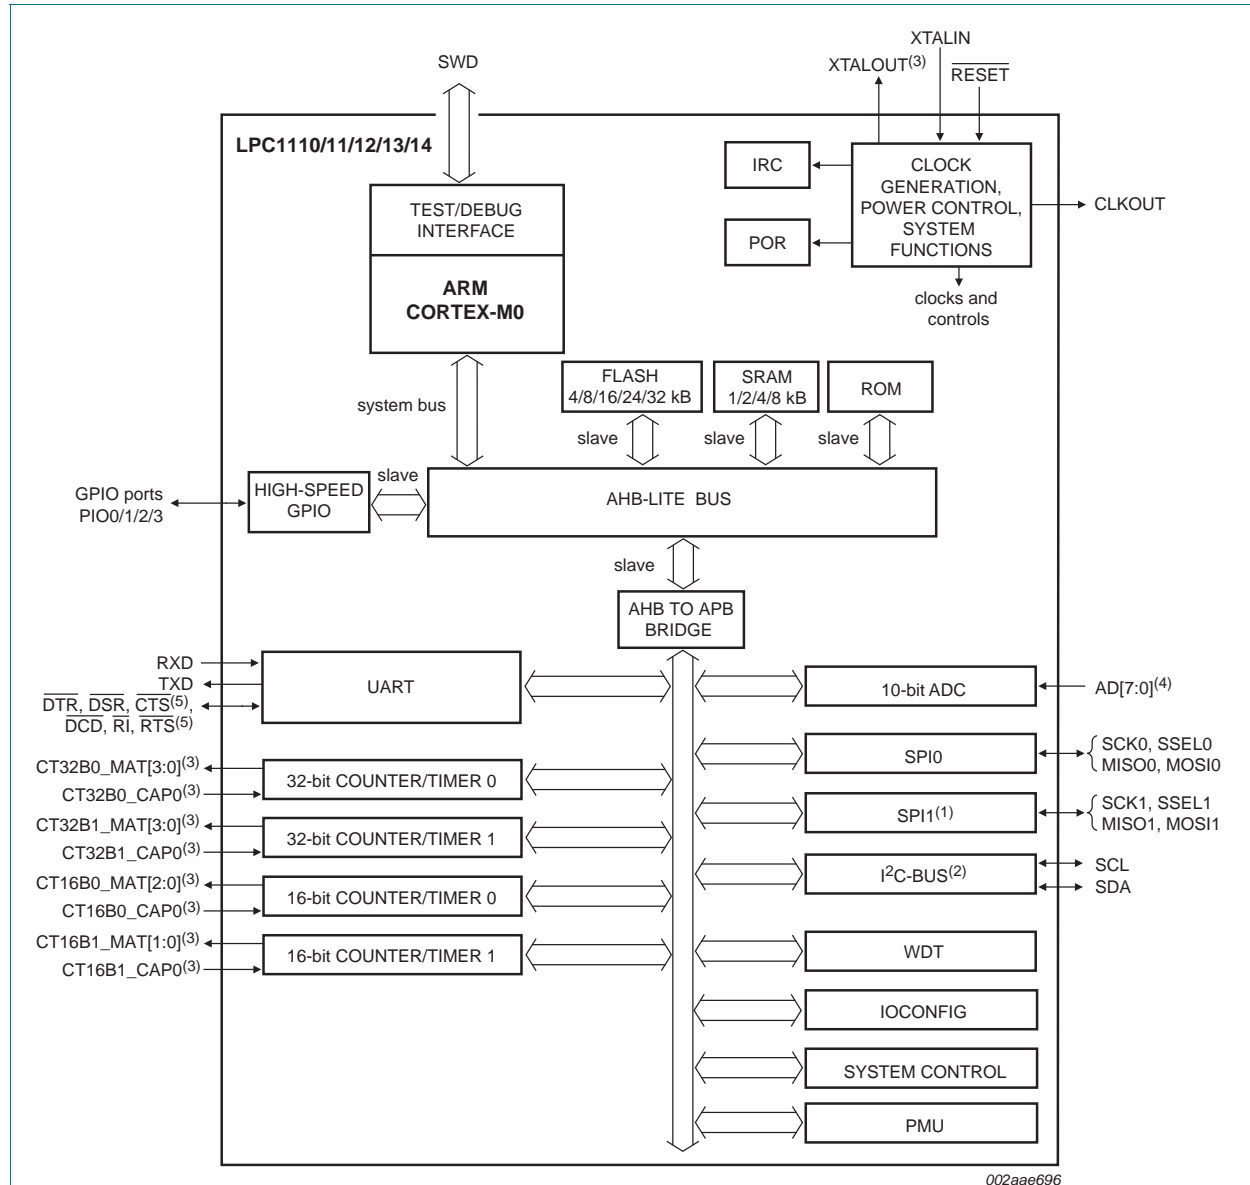 XTALIN
XTALOUT(3)
RESET
SWD
LPC1110/11/12/13/14
IRC
POR
CLOCK
GENERATION,
POWER CONTROL,
SYSTEM
FUNCTIONS
CLKOUT
clocks and
controls
TEST/DEBUG
INTERFACE
ARM
CORTEX-M0
system bus
FLASH
4/8/16/24/32 kB
SRAM
1/2/4/8 kB
ROM
slave
slave
slave
slave
GPIO ports
PIO0/1/2/3
HIGH-SPEED
GPIO
AHB-LITE BUS
slave
AHB TO APB
BRIDGE
RXD
TXD
DTR, DSR, CTS(5),
DCD, RI, RTS(5)
UART
10-bit ADC
AD[7:0](4)
CT32B0_MAT[3:0](3)
CT32B0_CAP0(3)
32-bit COUNTER/TIMER 0
SPI0
SCK0, SSEL0
MISO0, MOSI0
CT32B1_MAT[3:0](3)
CT32B1_CAP0(3)
32-bit COUNTER/TIMER 1
SPI1(1)
SCK1, SSEL1
MISO1, MOSI1
CT16B0_MAT[2:0](3)
CT16B0_CAP0(3)
16-bit COUNTER/TIMER 0
I2C-BUS(2)
SCL
SDA
CT16B1_MAT[1:0](3)
CT16B1_CAP0(3)
16-bit COUNTER/TIMER 1
WDT
IOCONFIG
SYSTEM CONTROL
PMU
002aae696